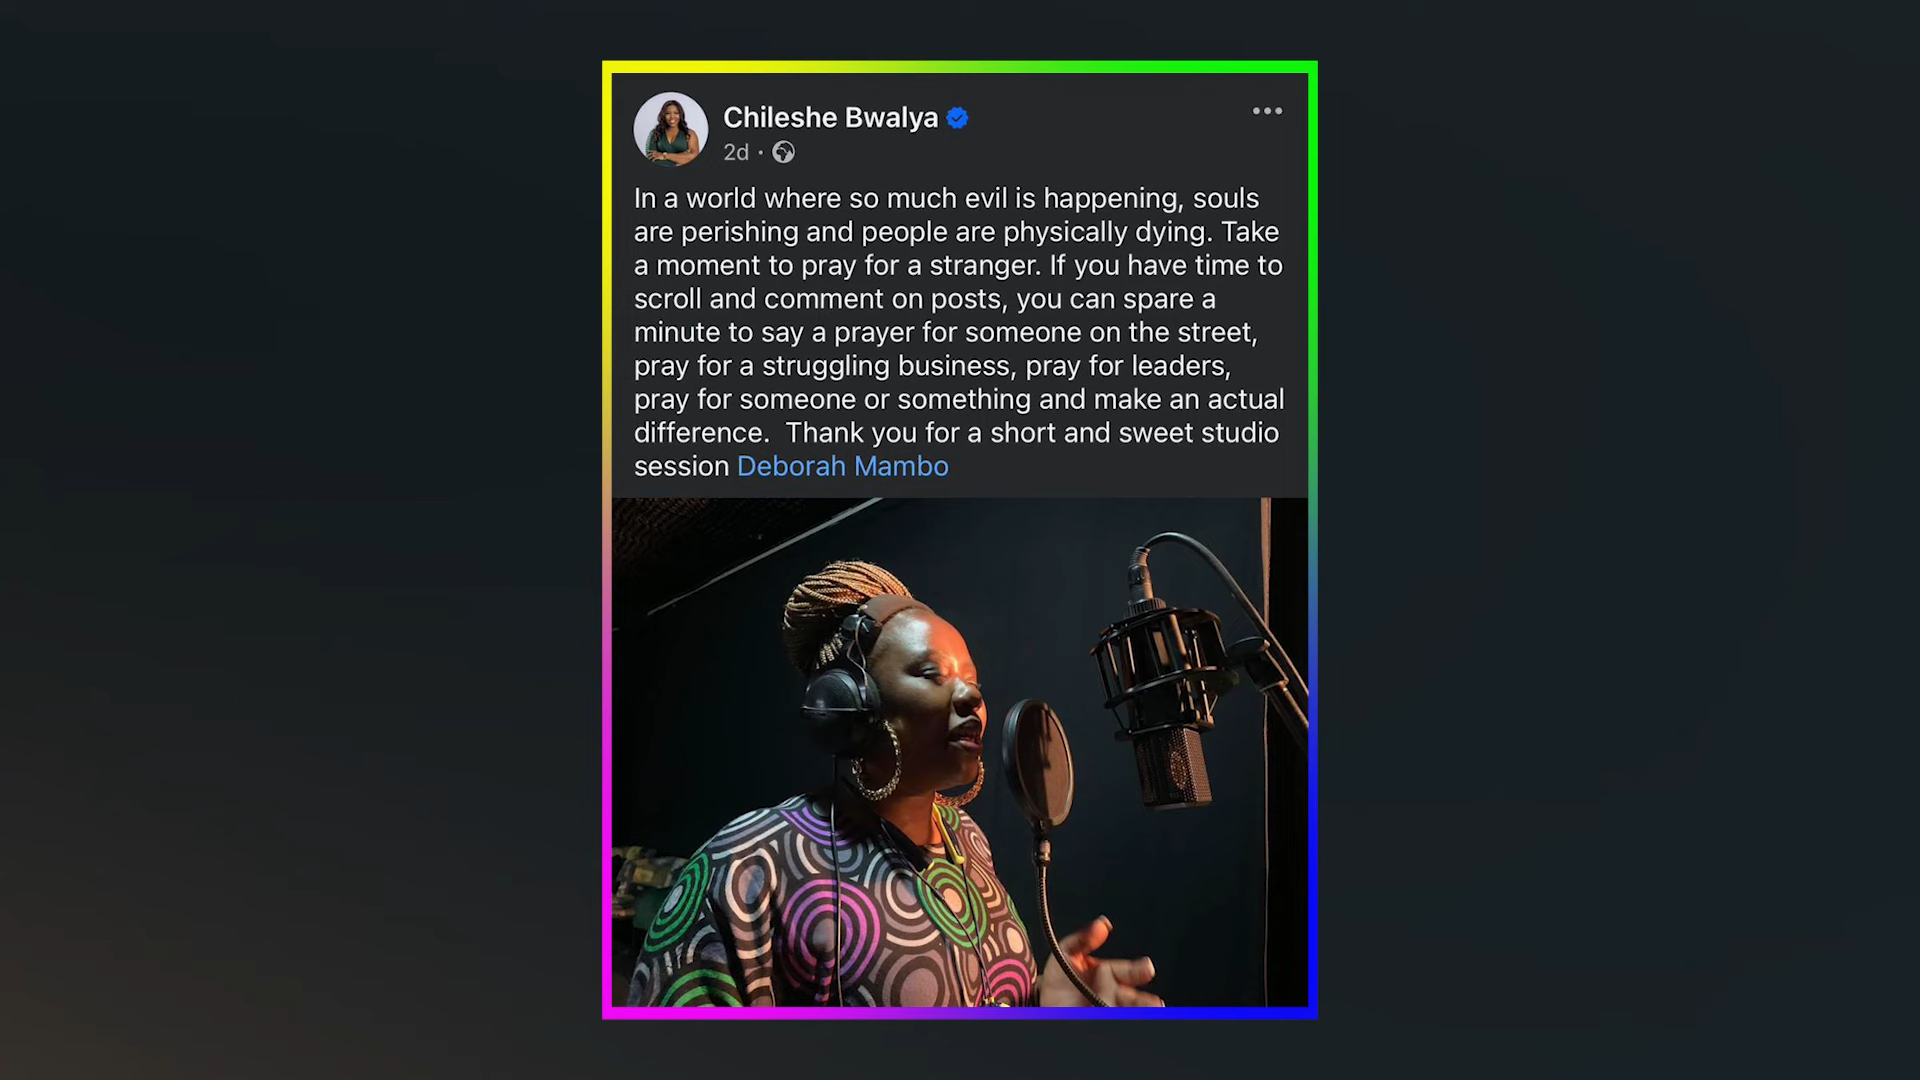 Chileshe Bwalya
2d ·
In a world where so much evil is happening, souls
are perishing and people are physically dying. Take
a moment to pray for a stranger. If you have time to
scroll and comment on posts, you can spare a
minute to say a prayer for someone on the street,
pray for a struggling business, pray for leaders,
pray for someone or something and make an actual
difference.  Thank you for a short and sweet studio
session Deborah Mambo